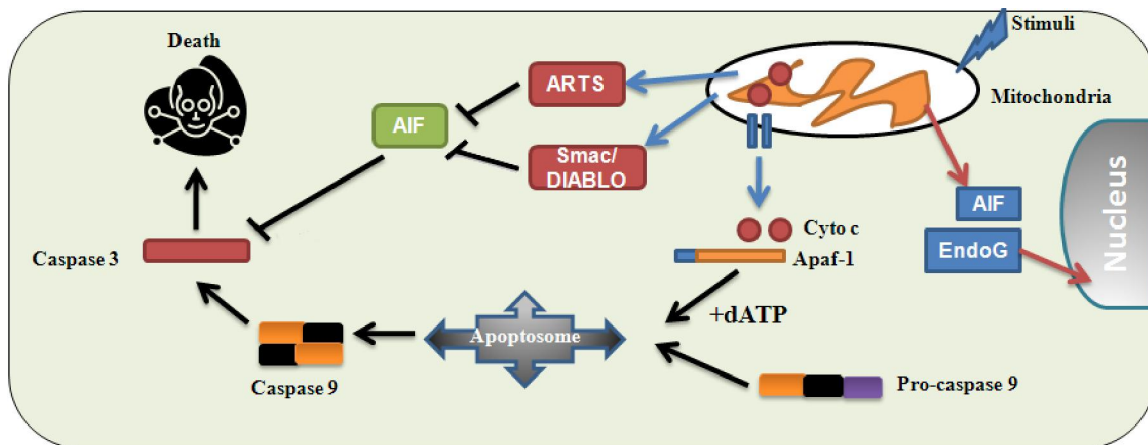 Stimuli
Death
Mitochondria
ARTS
AIF
Smac/
DIABLO
AIF
EndoG
Nucleus
Cyto c
Apaf-1
Caspase 3
+dATP
Apoptosome
Caspase 9
Pro-caspase 9